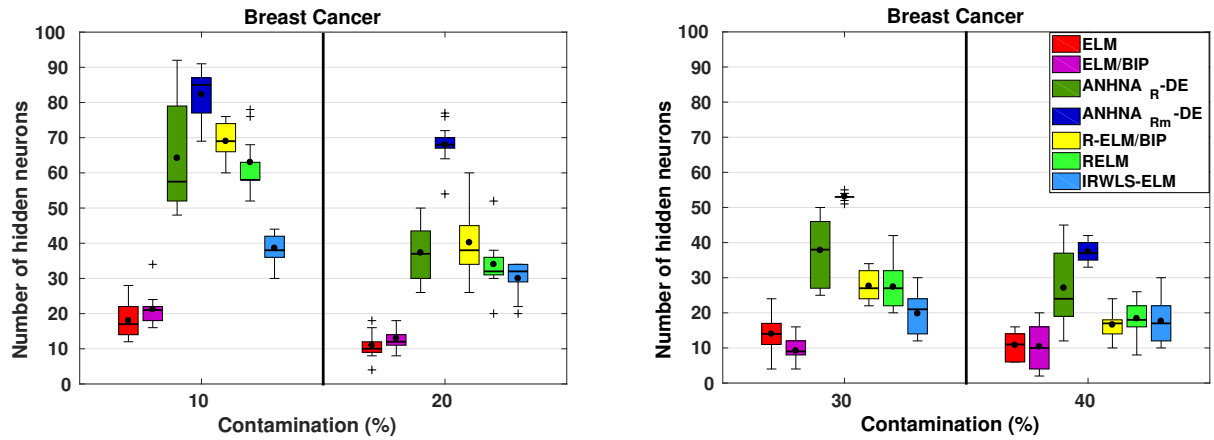 Breast Cancer
Number of hidden neurons
100
90
80
70
60
50
40
30
20
10
0
10
20
Contamination (%)
Breast Cancer
Number of hidden neurons
100
90
80
70
60
50
40
30
20
10
0
30
40
Contamination (%)
ELM
ELM/BIP
ANHNA R-DE
ANHNA Rm-DE
R-ELM/BIP
RELM
IRWLS-ELM